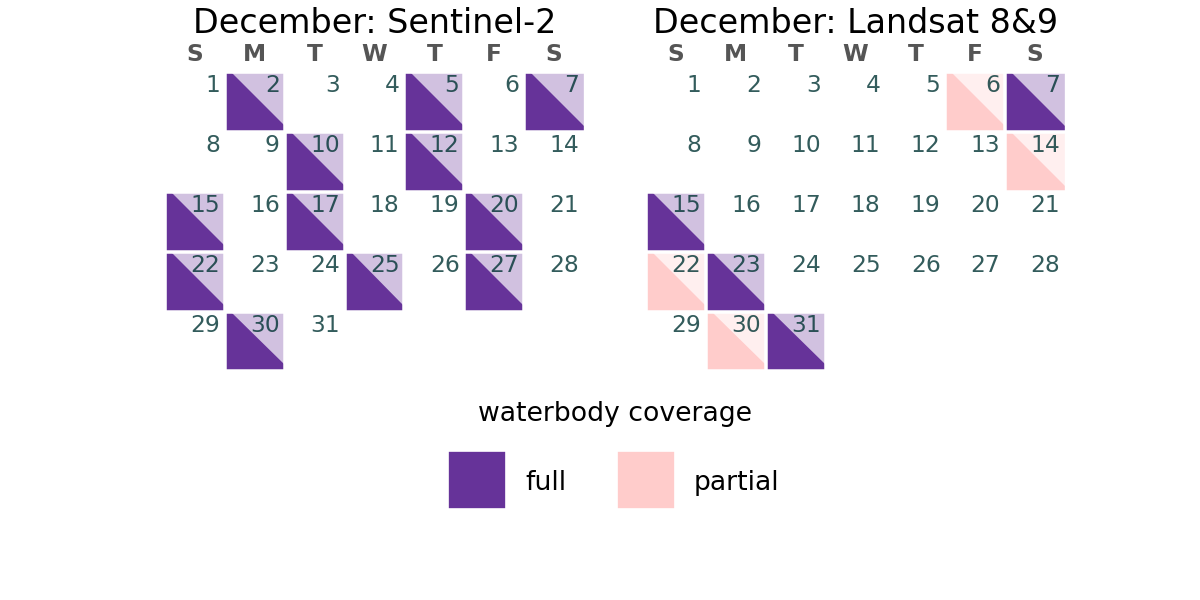 December: Sentinel-2
S M T W T F S
1 2 3 4 5 6 7
8 9 10 11 12 13 14
15 16 17 18 19 20 21
22 23 24 25 26 27 28
29 30 31
December: Landsat 8&9
S M T W T F S
1 2 3 4 5 6 7
8 9 10 11 12 13 14
15 16 17 18 19 20 21
22 23 24 25 26 27 28
29 30 31
waterbody coverage
full partial